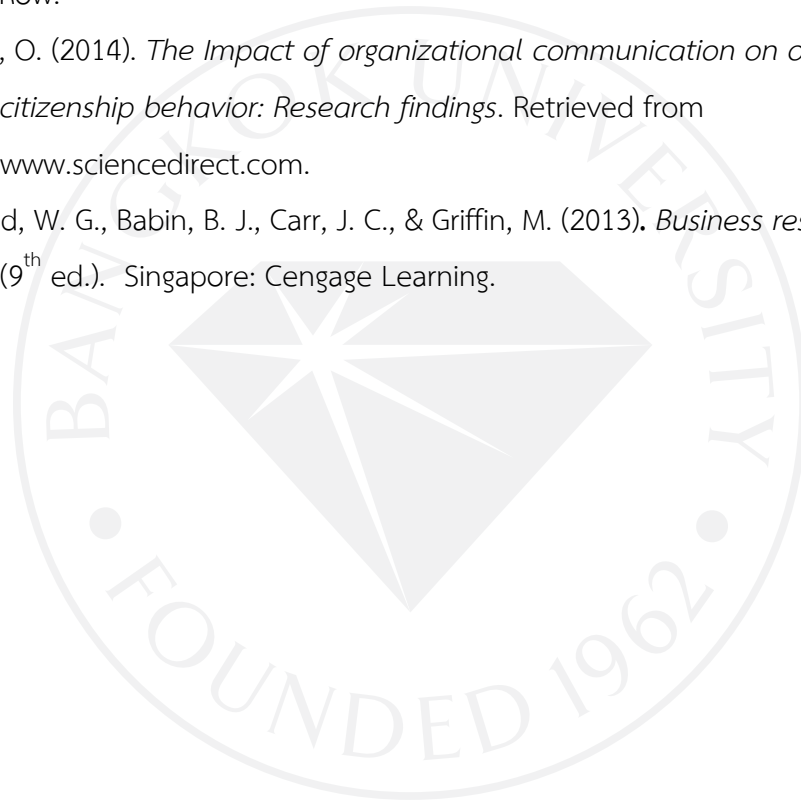 , O. (2014). The Impact of organizational communication on o
citizenship behavior: Research findings. Retrieved from
www.sciencedirect.com.
d, W. G., Babin, B. J., Carr, J. C., & Griffin, M. (2013). Business res
(9th ed.). Singapore: Cengage Learning.
BANGKOK UNIVERSITY
FOUNDED 1962